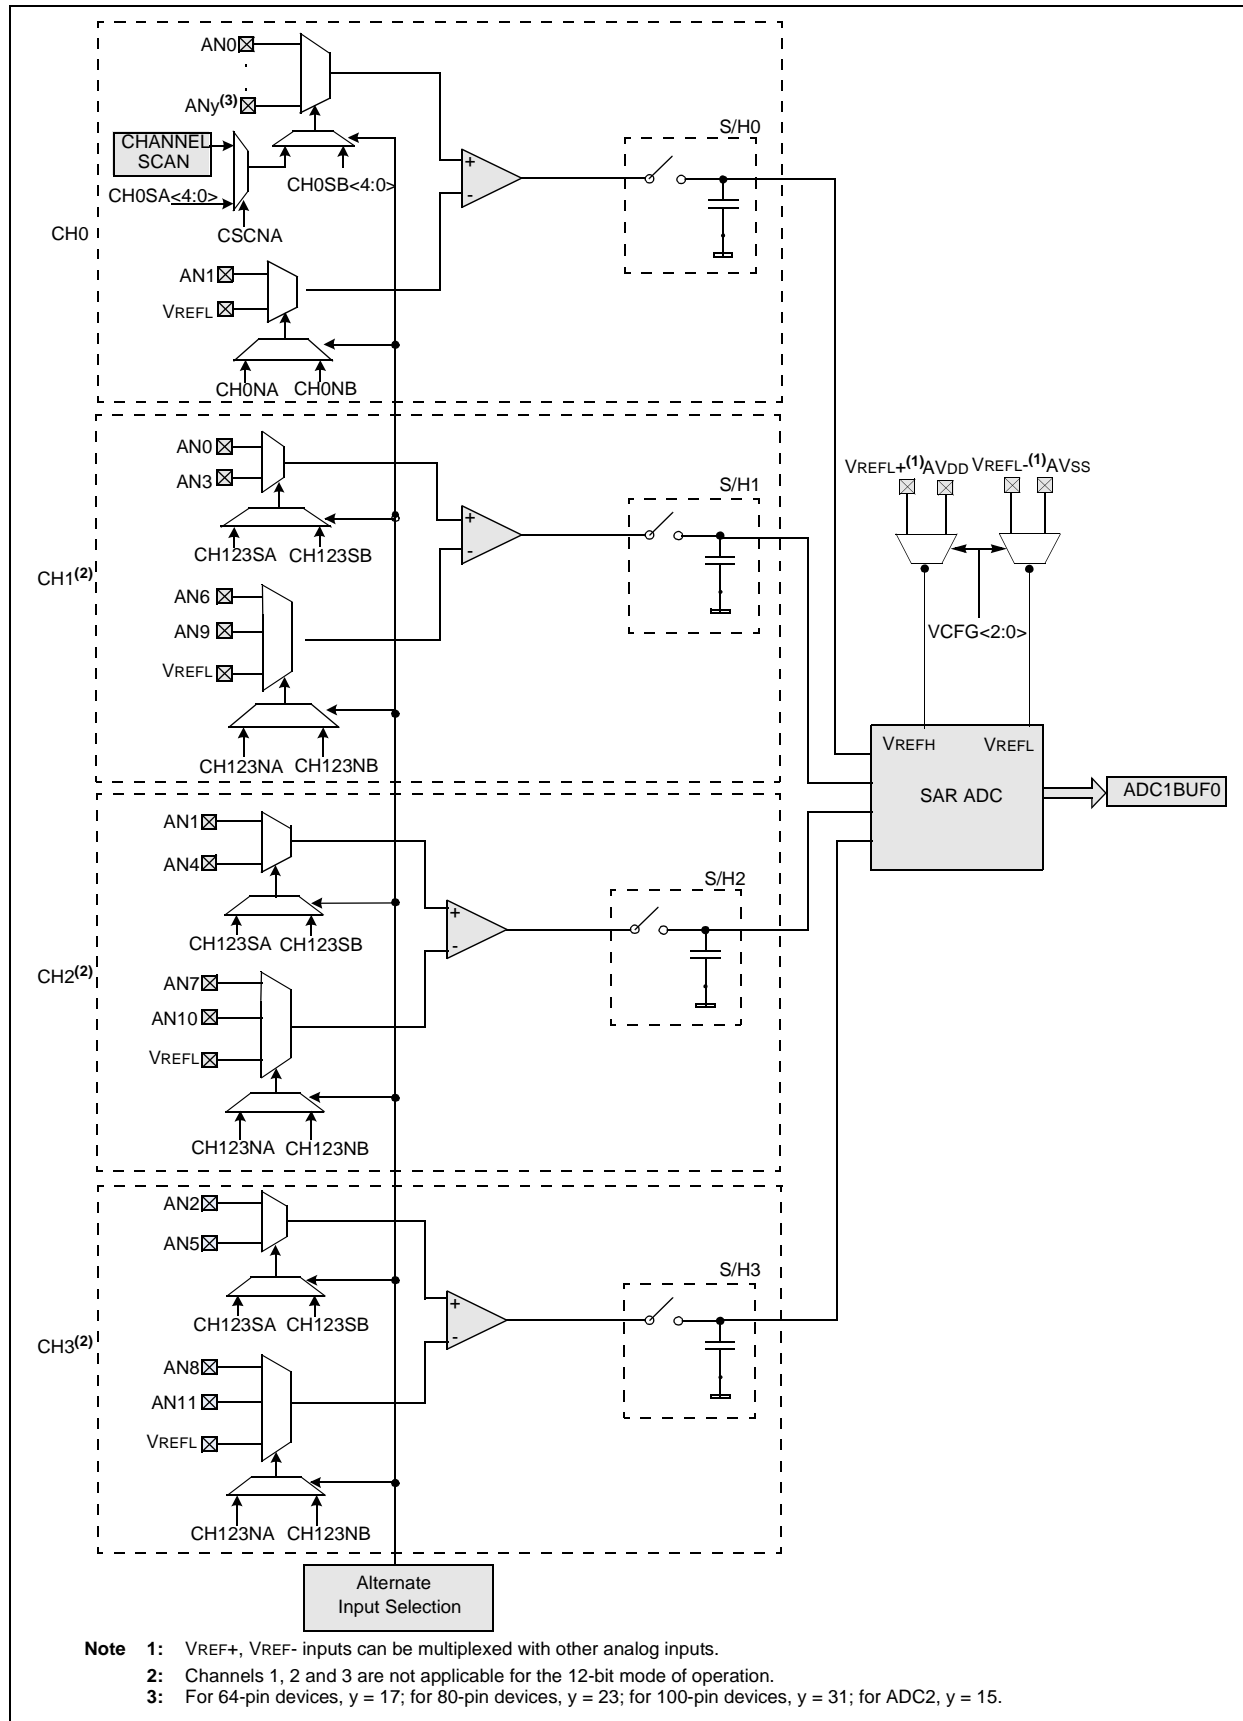 AN0
ANy(3)
CHANNEL
SCAN
CH0SA<4:0>
CH0SB<4:0>
CSCNA
CH0
AN1
VREFL
CH0NA
CH0NB
+
-
S/H0
AN0
AN3
CH123SA
CH123SB
CH1(2)
AN6
AN9
VREFL
CH123NA
CH123NB
+
-
S/H1
VREFL+(1)AVDD
VREFL-(1)AVSS
VCFG<2:0>
VREFH
VREFL
SAR ADC
ADC1BUF0
AN1
AN4
CH123SA
CH123SB
CH2(2)
AN7
AN10
VREFL
CH123NA
CH123NB
+
-
S/H2
AN2
AN5
CH123SA
CH123SB
CH3(2)
AN8
AN11
VREFL
CH123NA
CH123NB
+
-
S/H3
Alternate
Input Selection
Note 1: VREF+, VREF- inputs can be multiplexed with other analog inputs.
2: Channels 1, 2 and 3 are not applicable for the 12-bit mode of operation.
3: For 64-pin devices, y = 17; for 80-pin devices, y = 23; for 100-pin devices, y = 31; for ADC2, y = 15.